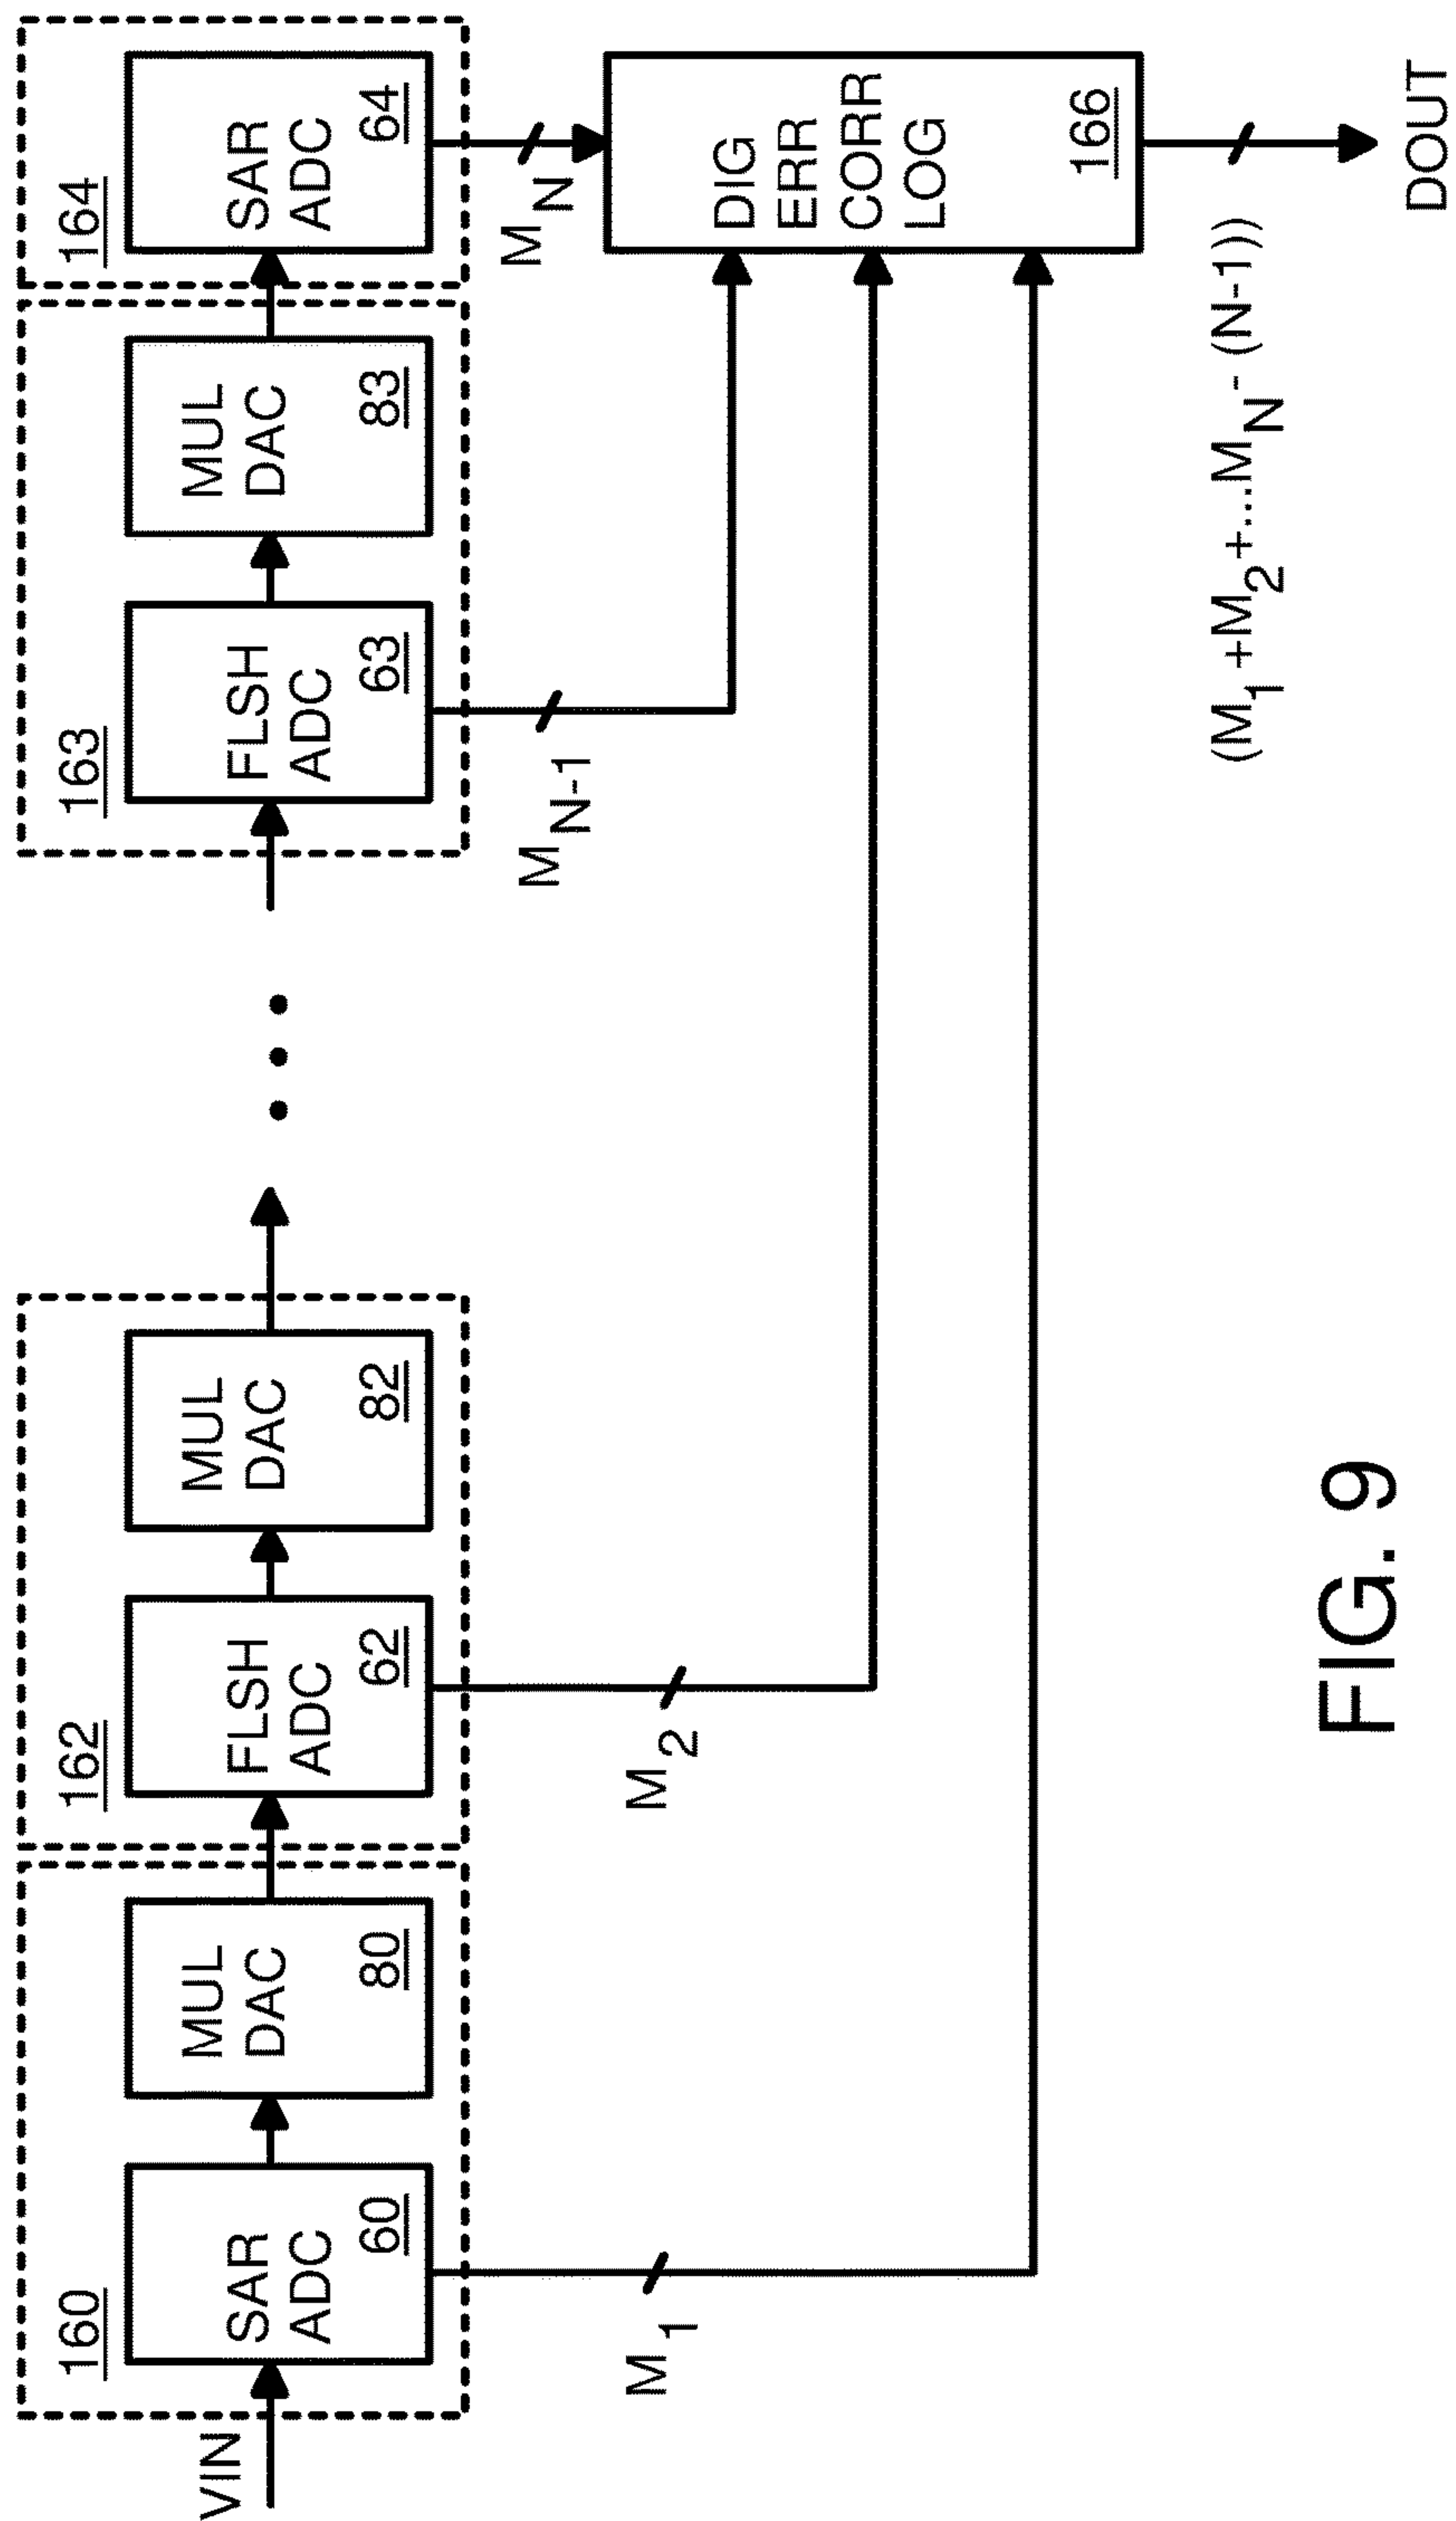 VIN
160
SAR
ADC
60
MUL
DAC
80
162
FLSH
ADC
62
MUL
DAC
82
163
FLSH
ADC
63
MUL
DAC
83
164
SAR
ADC
64
M1
M2
MN-1
MN
DIG
ERR
CORR
LOG
166
(M1+M2+...MN- (N-1))
DOUT
FIG. 9